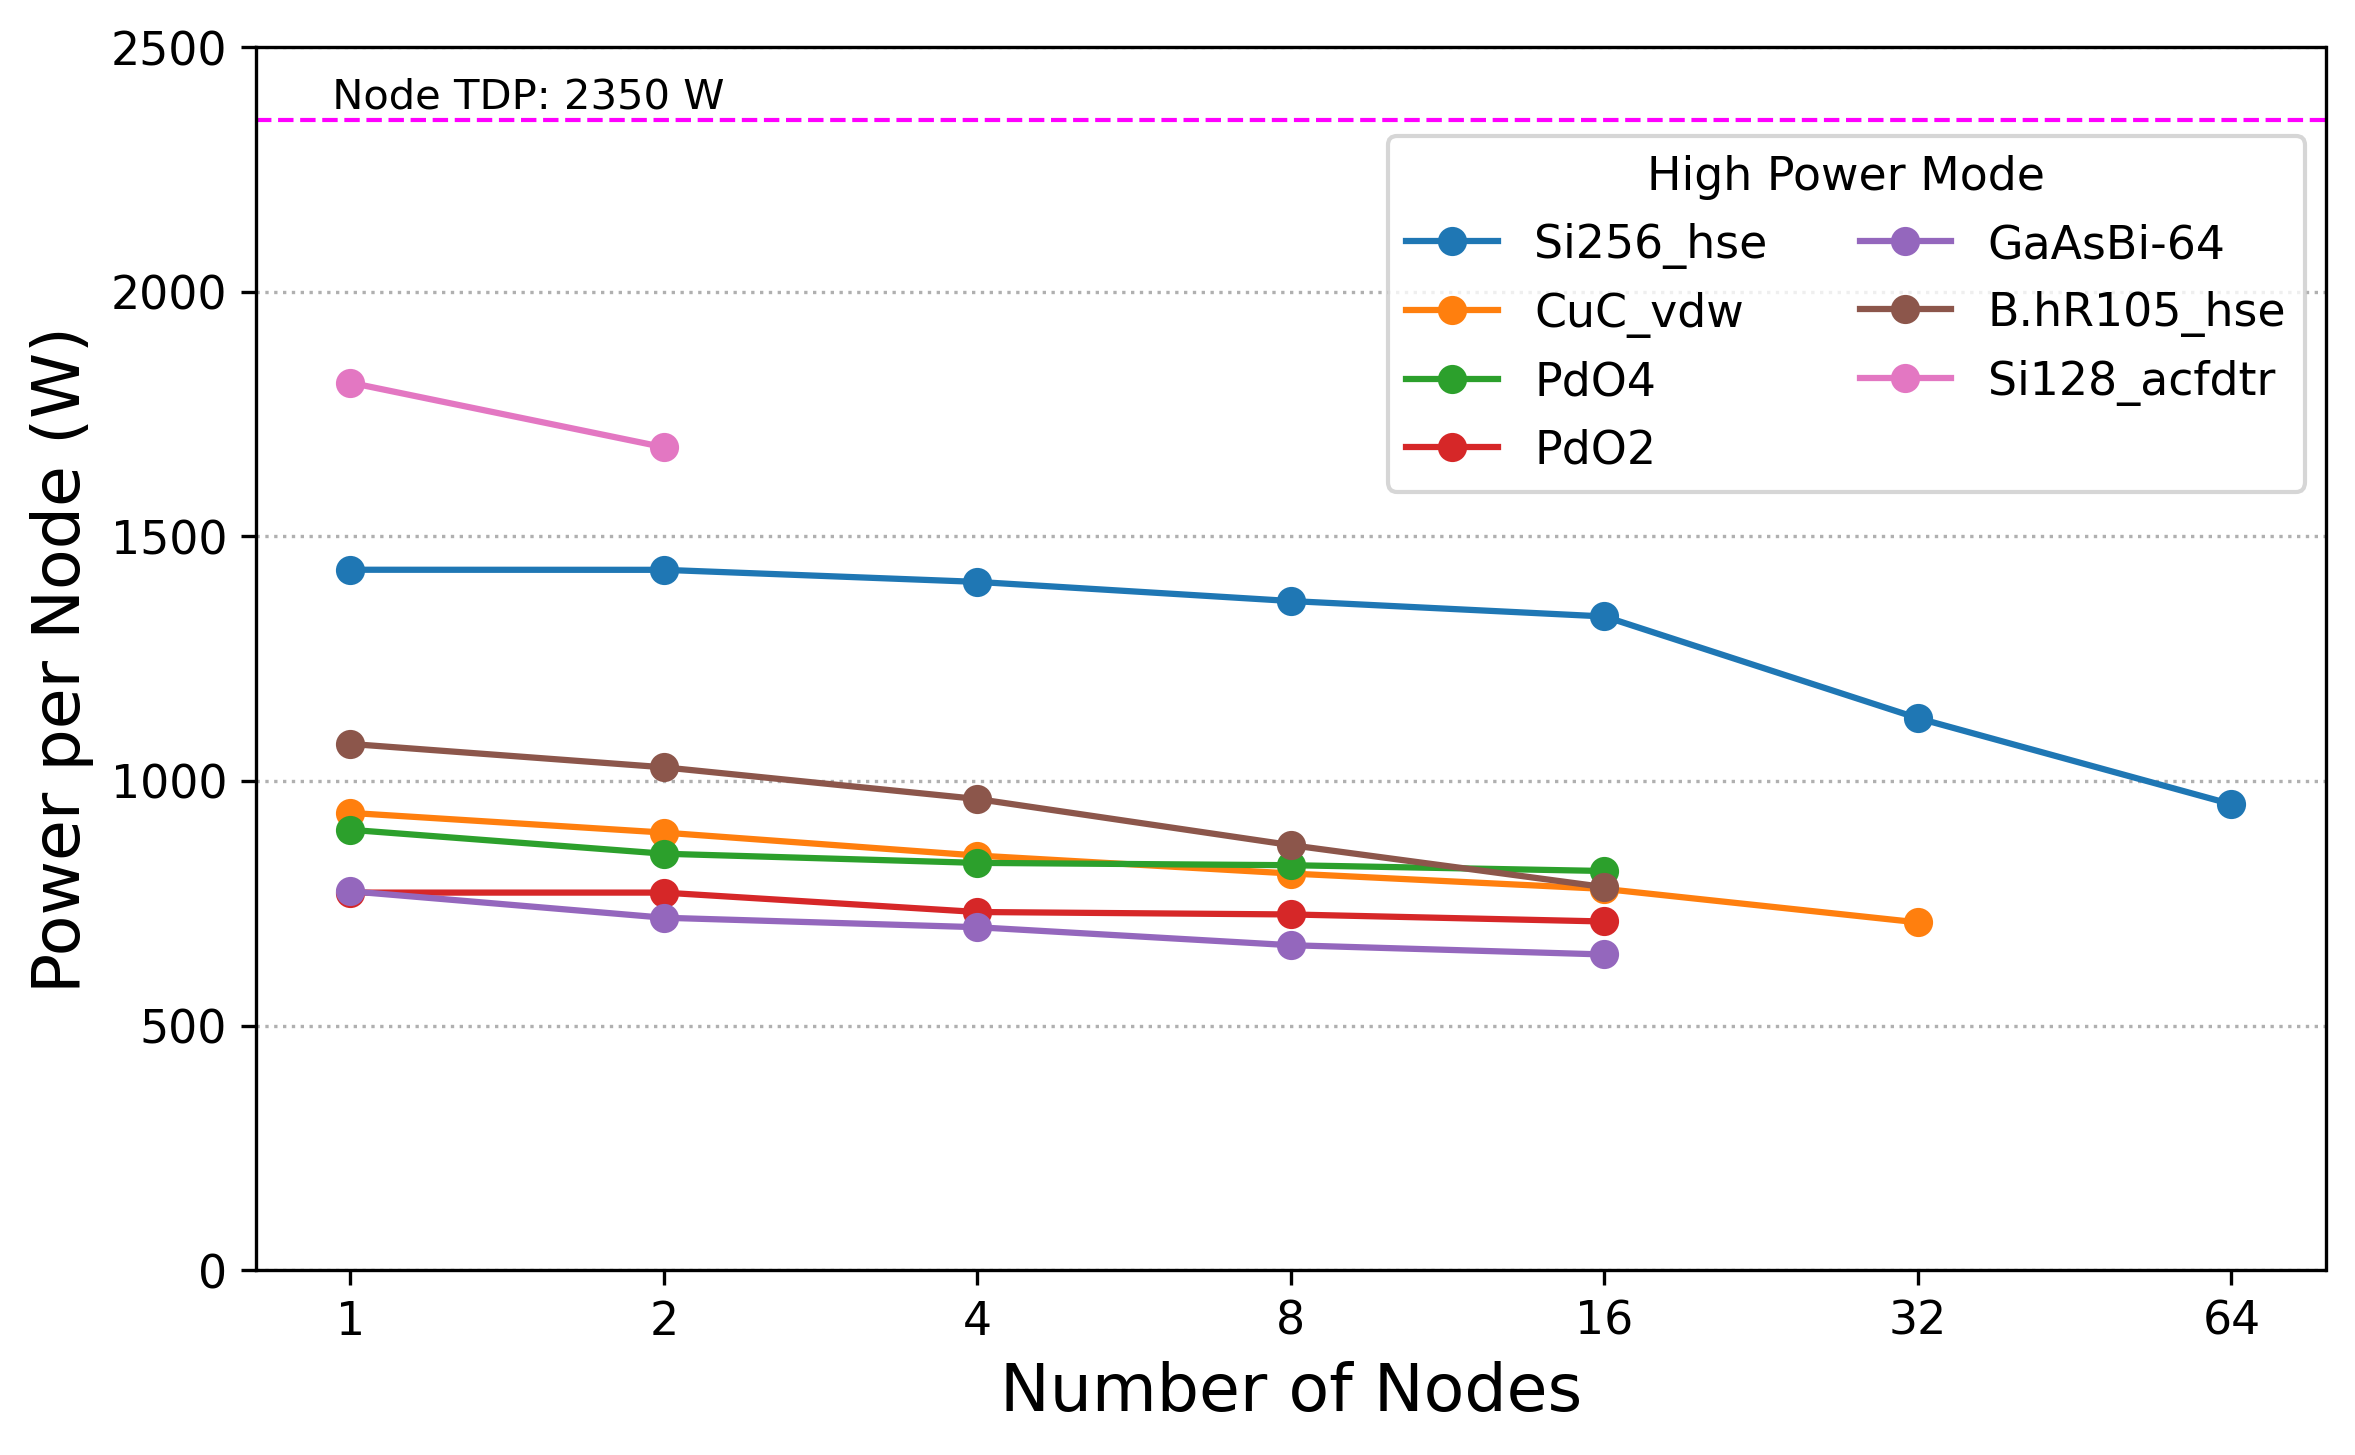 2500
Node TDP: 2350 W
High Power Mode
Si256_hse
CuC_vdw
PdO4
PdO2
GaAsBi-64
B.hR105_hse
Si128_acfdtr
2000
1500
1000
500
0
Power per Node (W)
1 2 4 8 16 32 64
Number of Nodes